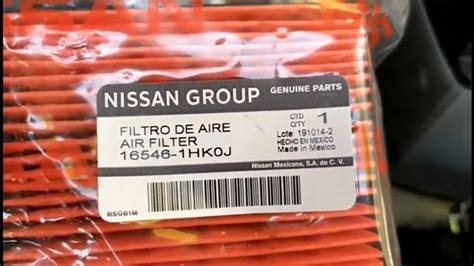 NISSAN GROUP
GENUINE PARTS
FILTRO DE AIRE
AIR FILTER
16546-1HK0J
CTD
QTY
1
Lote: 191014-2
HECHO EN MEXICO
Made in Mexico
Nissan Mexicana, S.A. de C. V.
RSOB1M